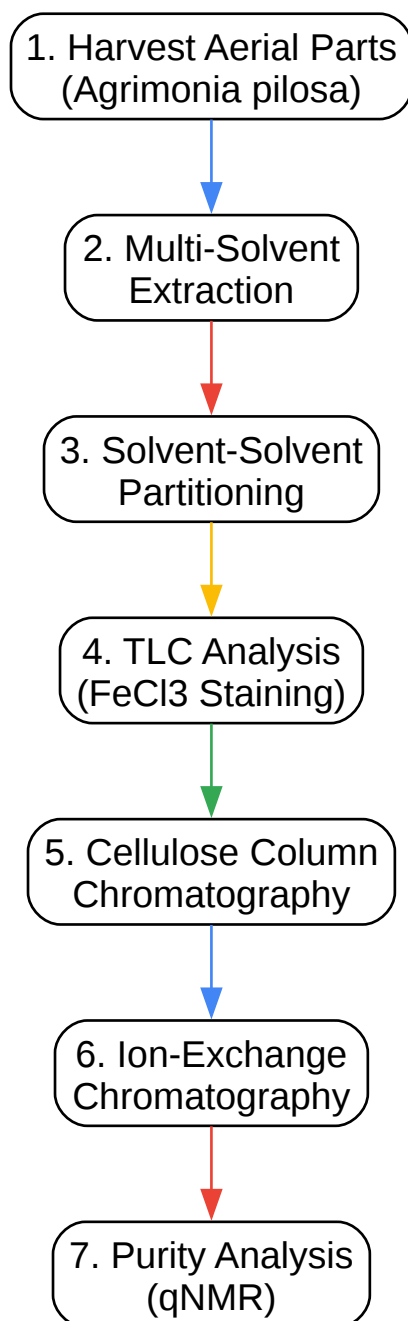 1. Harvest Aerial Parts
(Agrimonia pilosa)
2. Multi-Solvent
Extraction
3. Solvent-Solvent
Partitioning
4. TLC Analysis
(FeCl3 Staining)
5. Cellulose Column
Chromatography
6. Ion-Exchange
Chromatography
7. Purity Analysis
(qNMR)